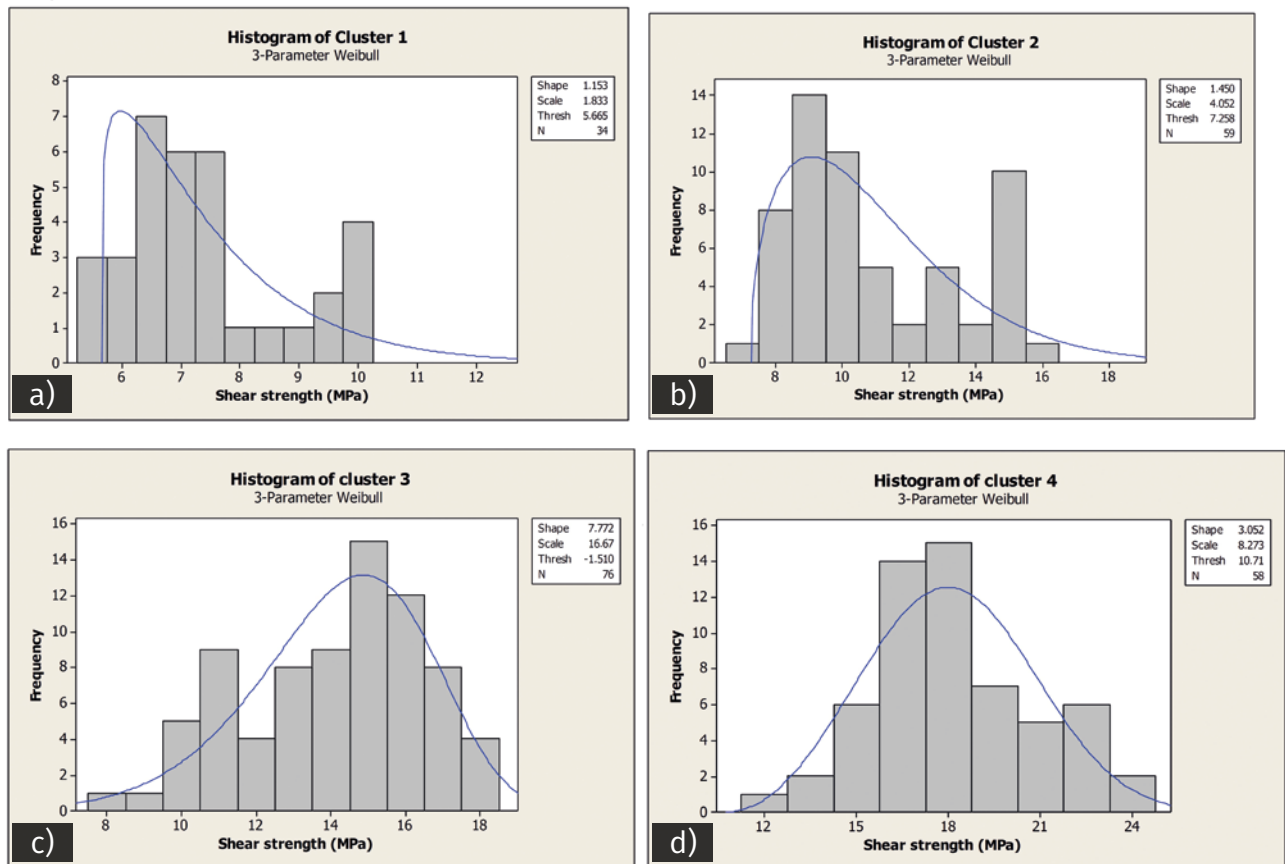 Histogram of Cluster 1
3-Parameter Weibull
Shape 1.153
Scale 1.833
Thresh 5.665
N 34
Frequency
8
7
6
5
4
3
2
1
0
6 7 8 9 10 11 12
Shear strength (MPa)
a)
Histogram of Cluster 2
3-Parameter Weibull
Shape 1.450
Scale 4.052
Thresh 7.258
N 59
Frequency
14
12
10
8
6
4
2
0
8 10 12 14 16 18
Shear strength (MPa)
b)
Histogram of cluster 3
3-Parameter Weibull
Shape 7.772
Scale 16.67
Thresh -1.510
N 76
Frequency
16
14
12
10
8
6
4
2
0
8 10 12 14 16 18
Shear strength (MPa)
c)
Histogram of cluster 4
3-Parameter Weibull
Shape 3.052
Scale 8.273
Thresh 10.71
N 58
Frequency
16
14
12
10
8
6
4
2
0
12 15 18 21 24
Shear strength (MPa)
d)